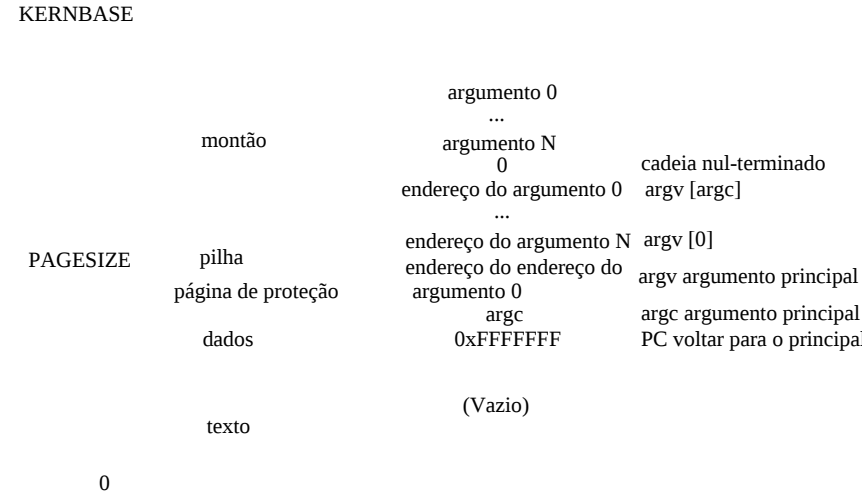 KERNBASE
argumento 0
...
montão
argumento N
0
cadeia nul-terminado
endereço do argumento 0
argv [argc]
...
endereço do argumento N
argv [0]
PAGESIZE
pilha
endereço do endereço do
argumento 0
argv argumento principal
página de proteção
argc
argc argumento principal
dados
0xFFFFFFF
PC voltar para o principal
(Vazio)
texto
0